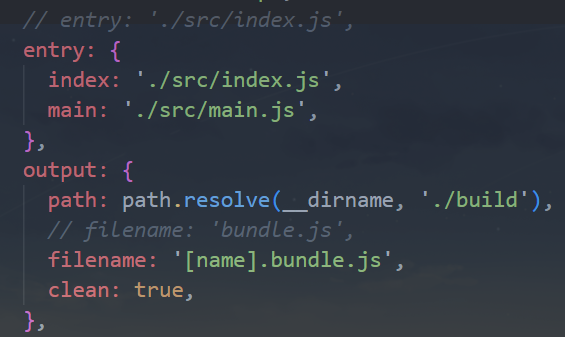 // entry: './src/index.js',
entry: {
  index: './src/index.js',
  main: './src/main.js',
},
output: {
  path: path.resolve(__dirname, './build'),
  // filename: 'bundle.js',
  filename: '[name].bundle.js',
  clean: true,
},